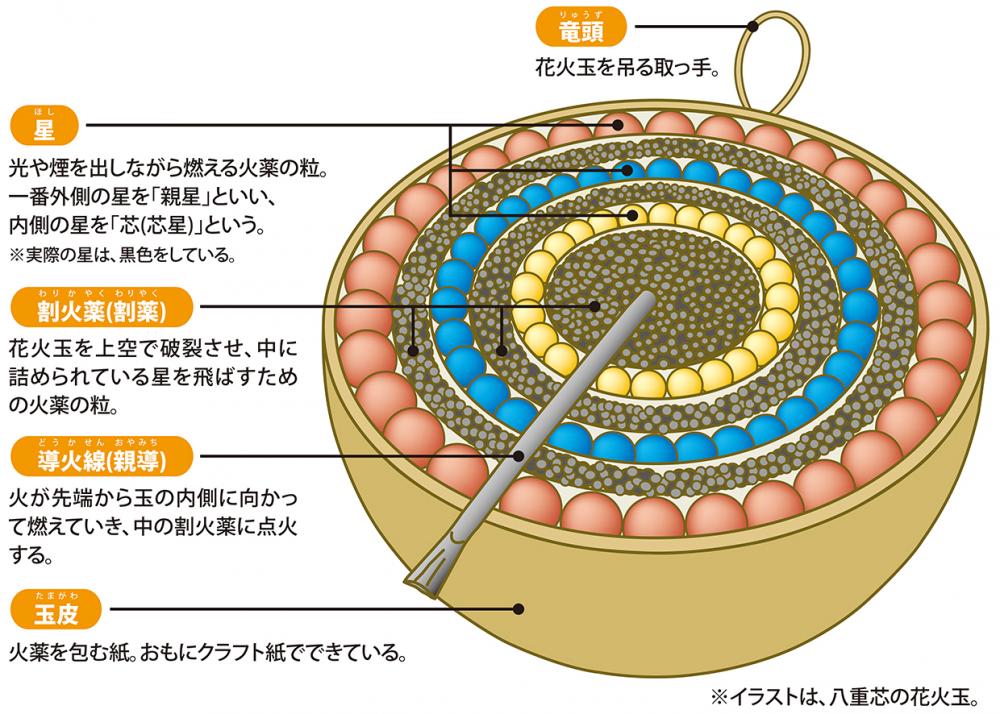 りゅうず
竜頭
花火玉を吊る取っ手。
ほし
星
光や煙を出しながら燃える火薬の粒。
一番外側の星を「親星」といい、
内側の星を「芯(芯星)」という。
※実際の星は、黒色をしている。
わりかやく わりやく
割火薬(割薬)
花火玉を上空で破裂させ、中に
詰められている星を飛ばすため
の火薬の粒。
どうかせん おやみち
導火線(親導)
火が先端から玉の内側に向かっ
て燃えていき、中の割火薬に点火
する。
たまがわ
玉皮
火薬を包む紙。おもにクラフト紙でできている。
※イラストは、八重芯の花火玉。